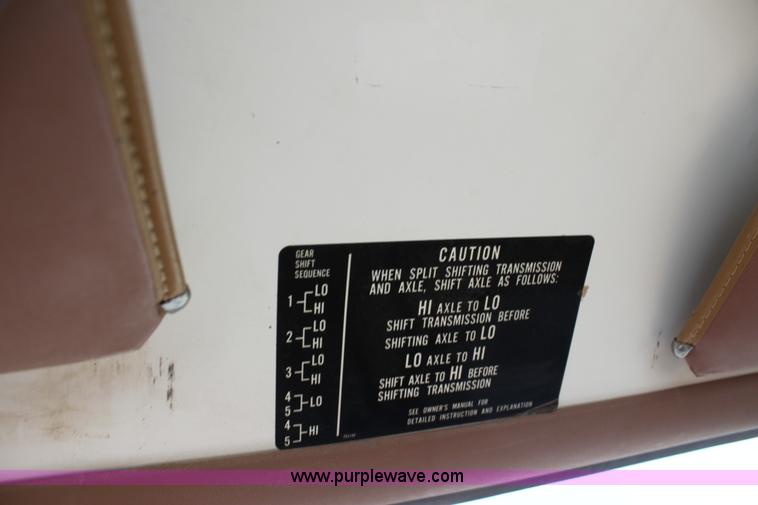 GEAR
SHIFT
SEQUENCE
1 LO
HI
2 LO
HI
3 LO
HI
4
5 LO
4
5 HI
CAUTION
WHEN SPLIT SHIFTING TRANSMISSION
AND AXLE, SHIFT AXLE AS FOLLOWS:
HI AXLE TO LO
SHIFT TRANSMISSION BEFORE
SHIFTING AXLE TO LO
LO AXLE TO HI
SHIFT AXLE TO HI BEFORE
SHIFTING TRANSMISSION
SEE OWNER'S MANUAL FOR
DETAILED INSTRUCTION AND EXPLANATION
www.purplewave.com